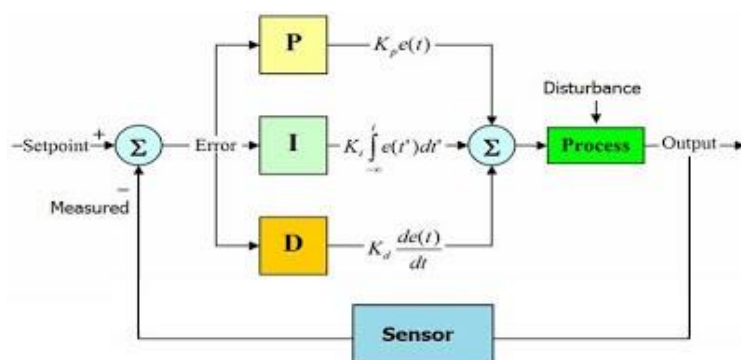 P
K_p e(t)
Disturbance
Setpoint
+
Σ
Error
I
K_i ∫_{-∞}^{t} e(t')dt'
Σ
Process
Output
−
Measured
D
K_d de(t)/dt
Sensor